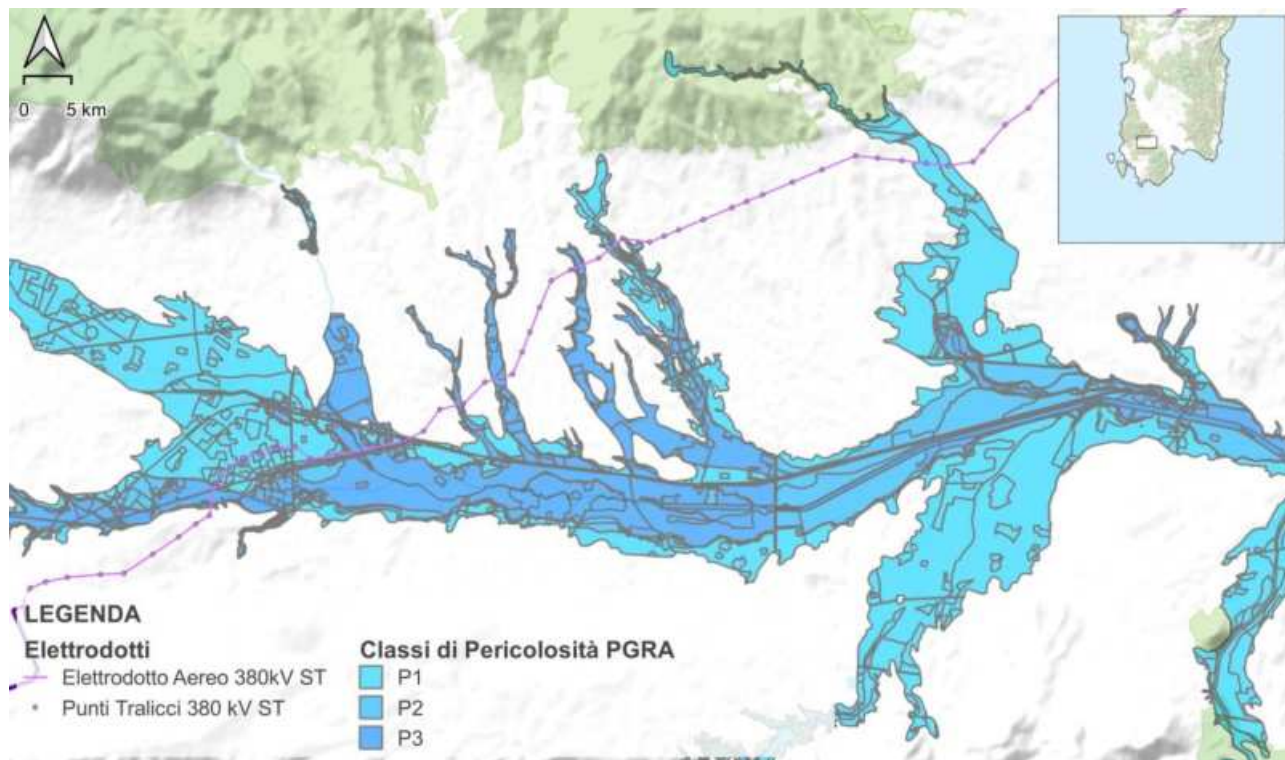 0 5 km
LEGENDA
Elettrodotti
Elettrodotto Aereo 380kV ST
Punti Tralicci 380 kV ST
Classi di Pericolosità PGRA
P1
P2
P3